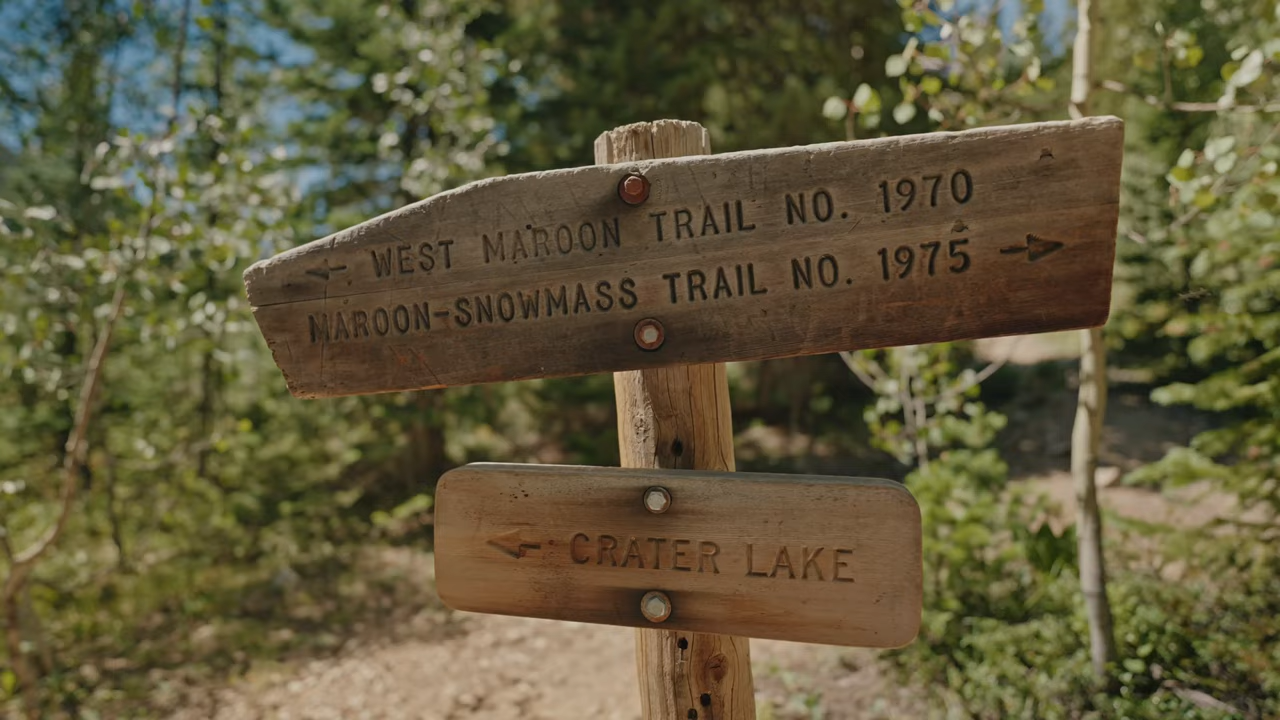 ← WEST MAROON TRAIL NO. 1970
MAROON-SNOWMASS TRAIL NO. 1975 →
← CRATER LAKE